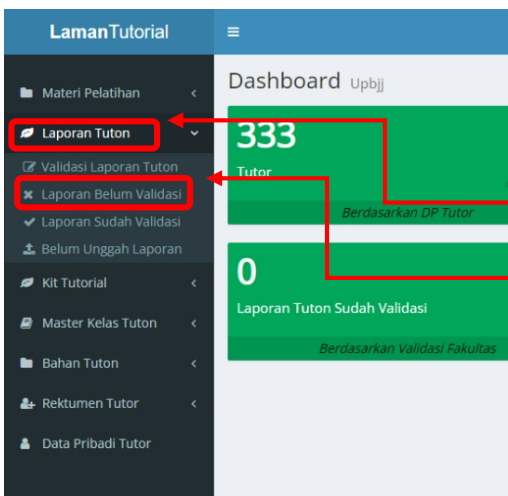 LamanTutorial
Materi Pelatihan
Laporan Tuton
Validasi Laporan Tuton
Laporan Belum Validasi
Laporan Sudah Validasi
Belum Unggah Laporan
Kit Tutorial
Master Kelas Tuton
Bahan Tuton
Rektumen Tutor
Data Pribadi Tutor
Dashboard Upbjj
333
Tutor
Berdasarkan DP Tutor
0
Laporan Tuton Sudah Validasi
Berdasarkan Validasi Fakultas